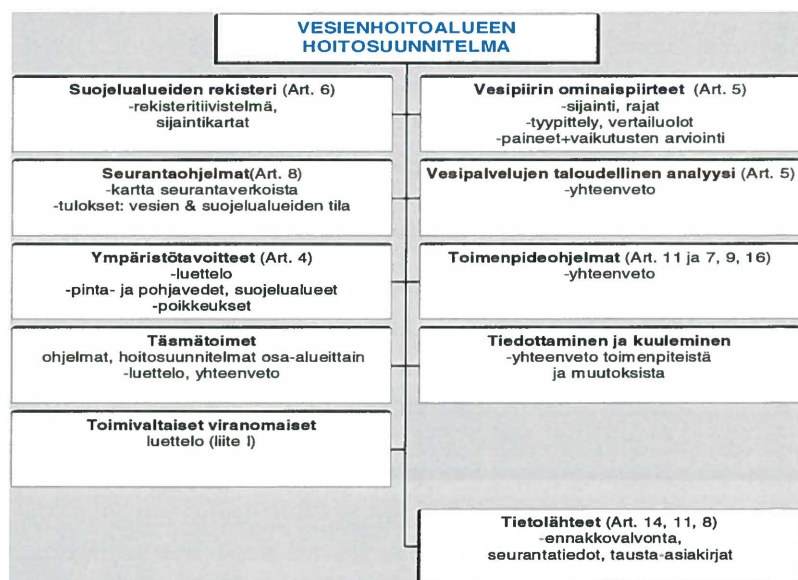 VESIENHOITOALUEEN
HOITOSUUNNITELMA
Suojelualueiden rekisteri (Art. 6)
-rekisteritiivistelmä,
sijaintikartat
Vesipiirin ominaispiirteet (Art. 5)
-sijainti, rajat
-tyypittely, vertailuolot
-paineet+vaikutusten arviointi
Seurantaohjelmat(Art. 8)
-kartta seurantaverkoista
-tulokset: vesien & suojelualueiden tila
Vesipalvelujen taloudellinen analyysi (Art. 5)
-yhteenveto
Ympäristötavoitteet (Art. 4)
-luettelo
-pinta- ja pohjavedet, suojelualueet
-poikkeukset
Toimenpideohjelmat (Art. 11 ja 7, 9, 16)
-yhteenveto
Täsmätoimet
ohjelmat, hoitosuunnitelmat osa-alueittain
-luettelo, yhteenveto
Tiedottaminen ja kuuleminen
-yhteenveto toimenpiteistä
ja muutoksista
Toimivaltaiset viranomaiset
luettelo (liite I)
Tietolähteet (Art. 14, 11, 8)
-ennakkovalvonta,
seurantatiedot, tausta-asiakirjat